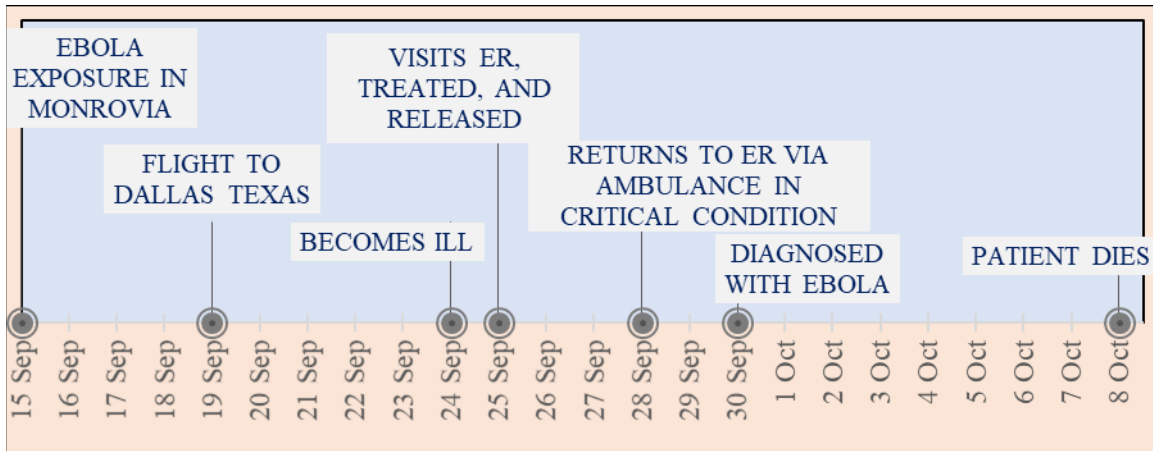 EBOLA
EXPOSURE IN
MONROVIA
FLIGHT TO
DALLAS TEXAS
BECOMES ILL
VISITS ER,
TREATED, AND
RELEASED
RETURNS TO ER VIA
AMBULANCE IN
CRITICAL CONDITION
DIAGNOSED
WITH EBOLA
PATIENT DIES
15 Sep
16 Sep
17 Sep
18 Sep
19 Sep
20 Sep
21 Sep
22 Sep
23 Sep
24 Sep
25 Sep
26 Sep
27 Sep
28 Sep
29 Sep
30 Sep
1 Oct
2 Oct
3 Oct
4 Oct
5 Oct
6 Oct
7 Oct
8 Oct